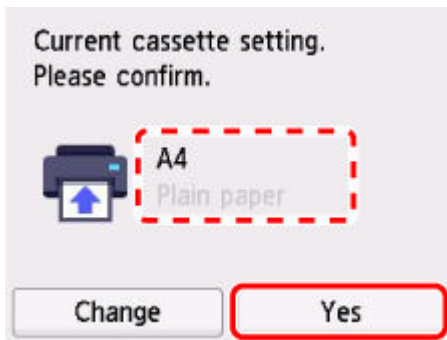 Current cassette setting.
Please confirm.
A4
Plain paper
Change
Yes